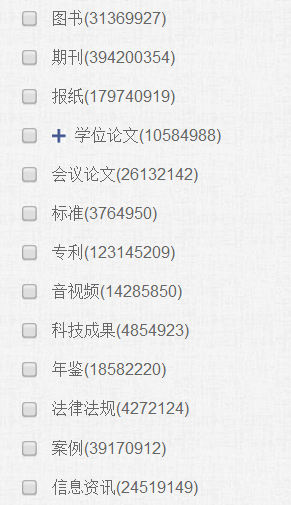 图书(31369927)
期刊(394200354)
报纸(179740919)
学位论文(10584988)
会议论文(26132142)
标准(3764950)
专利(123145209)
音视频(14285850)
科技成果(4854923)
年鉴(18582220)
法律法规(4272124)
案例(39170912)
信息资讯(24519149)